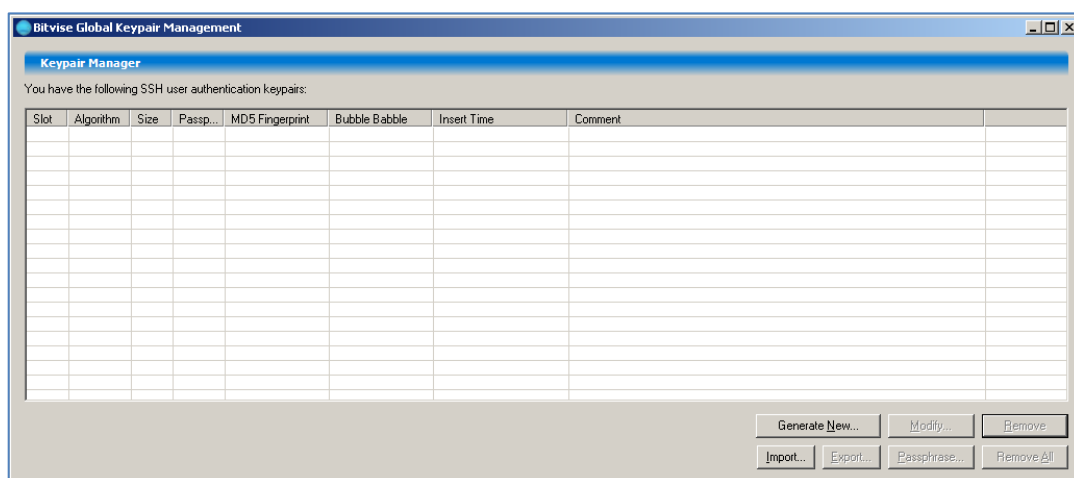 Bitvise Global Keypair Management
Keypair Manager
You have the following SSH user authentication keypairs:
Slot Algorithm Size Passp... MD5 Fingerprint Bubble Babble Insert Time Comment
Generate New... Modify... Remove
Import... Export... Passphrase... Remove All